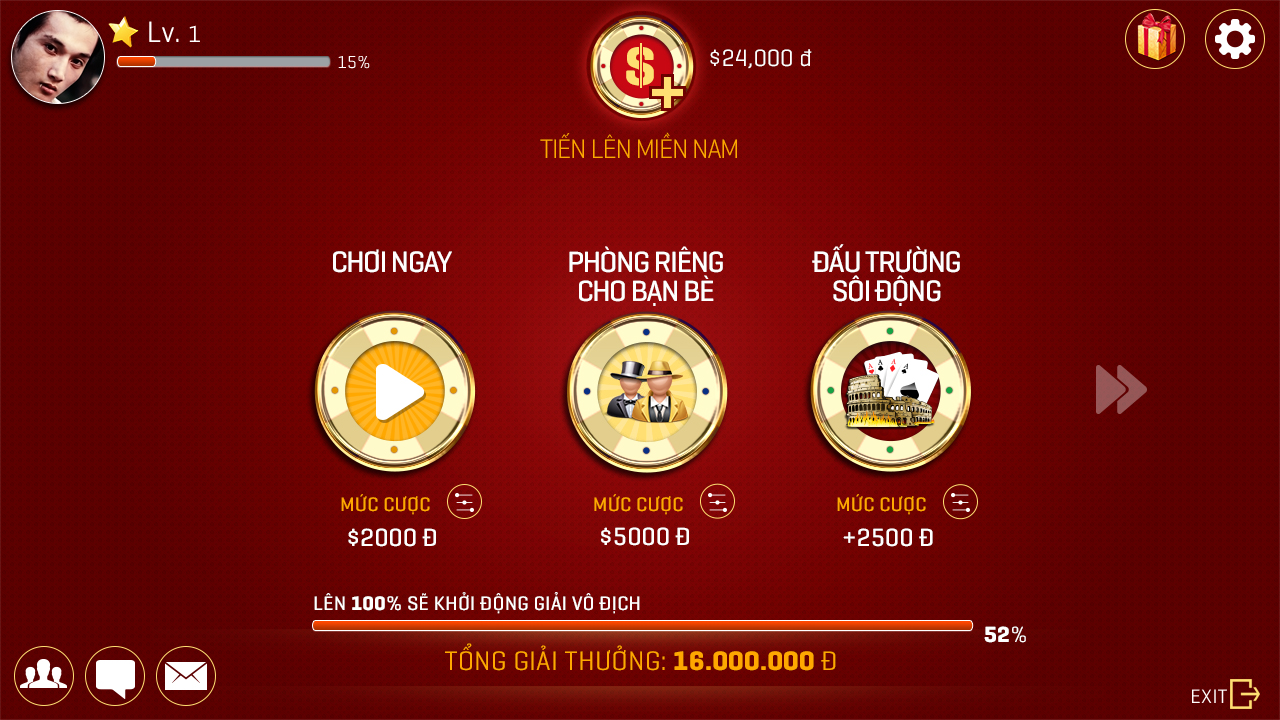 Lv. 1
15%
$24,000 đ
TIẾN LÊN MIỀN NAM
CHƠI NGAY
PHÒNG RIÊNG
CHO BẠN BÈ
ĐẤU TRƯỜNG
SÔI ĐỘNG
MỨC CƯỢC
$2000 Đ
MỨC CƯỢC
$5000 Đ
MỨC CƯỢC
+2500 Đ
LÊN 100% SẼ KHỞI ĐỘNG GIẢI VÔ ĐỊCH
52%
TỔNG GIẢI THƯỞNG: 16.000.000 Đ
EXIT